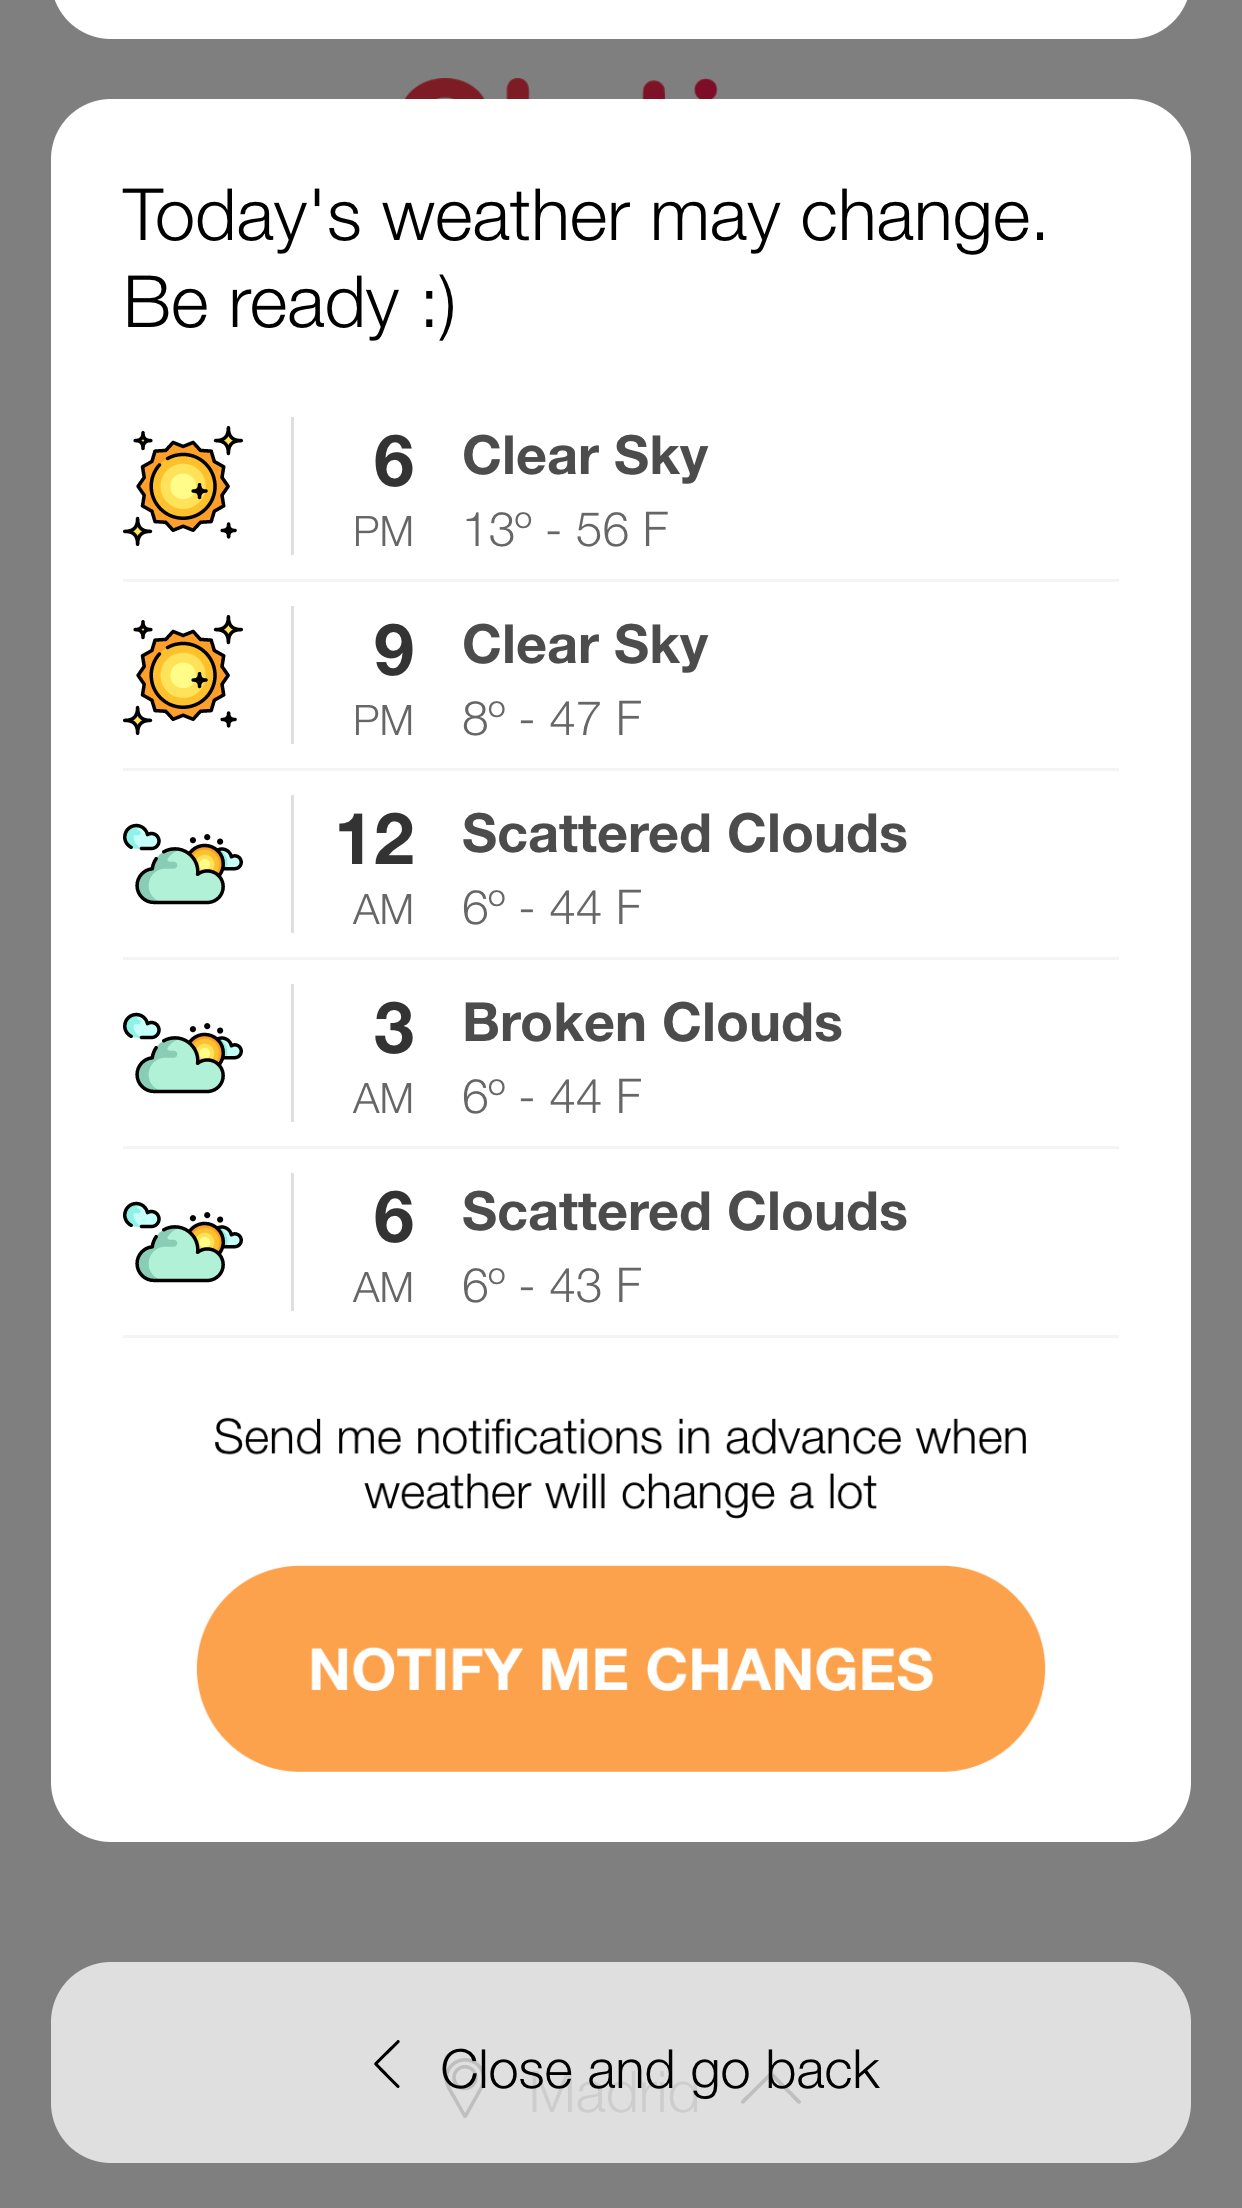 Today's weather may change.
Be ready :)
6 Clear Sky
PM 13º - 56 F
9 Clear Sky
PM 8º - 47 F
12 Scattered Clouds
AM 6º - 44 F
3 Broken Clouds
AM 6º - 44 F
6 Scattered Clouds
AM 6º - 43 F
Send me notifications in advance when
weather will change a lot
NOTIFY ME CHANGES
Close and go back
Madrid